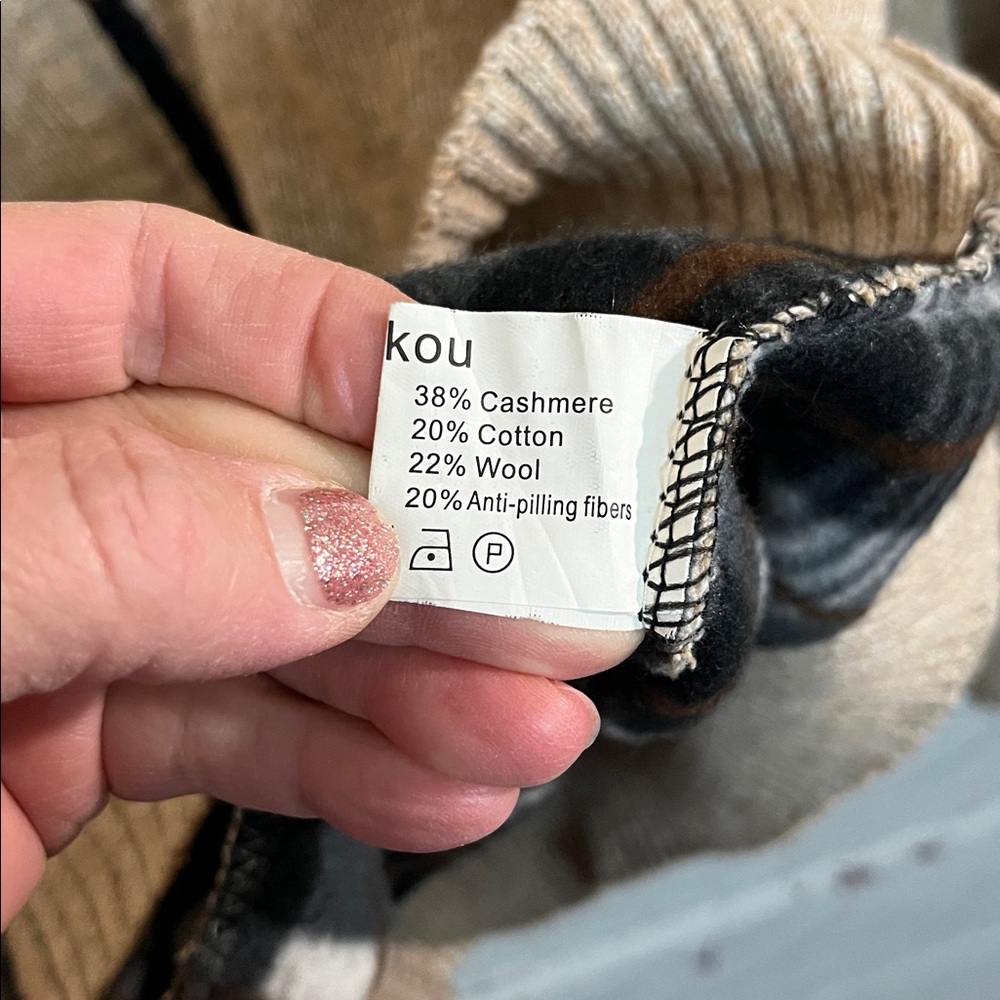 kou
38% Cashmere
20% Cotton
22% Wool
20% Anti-pilling fibers
P